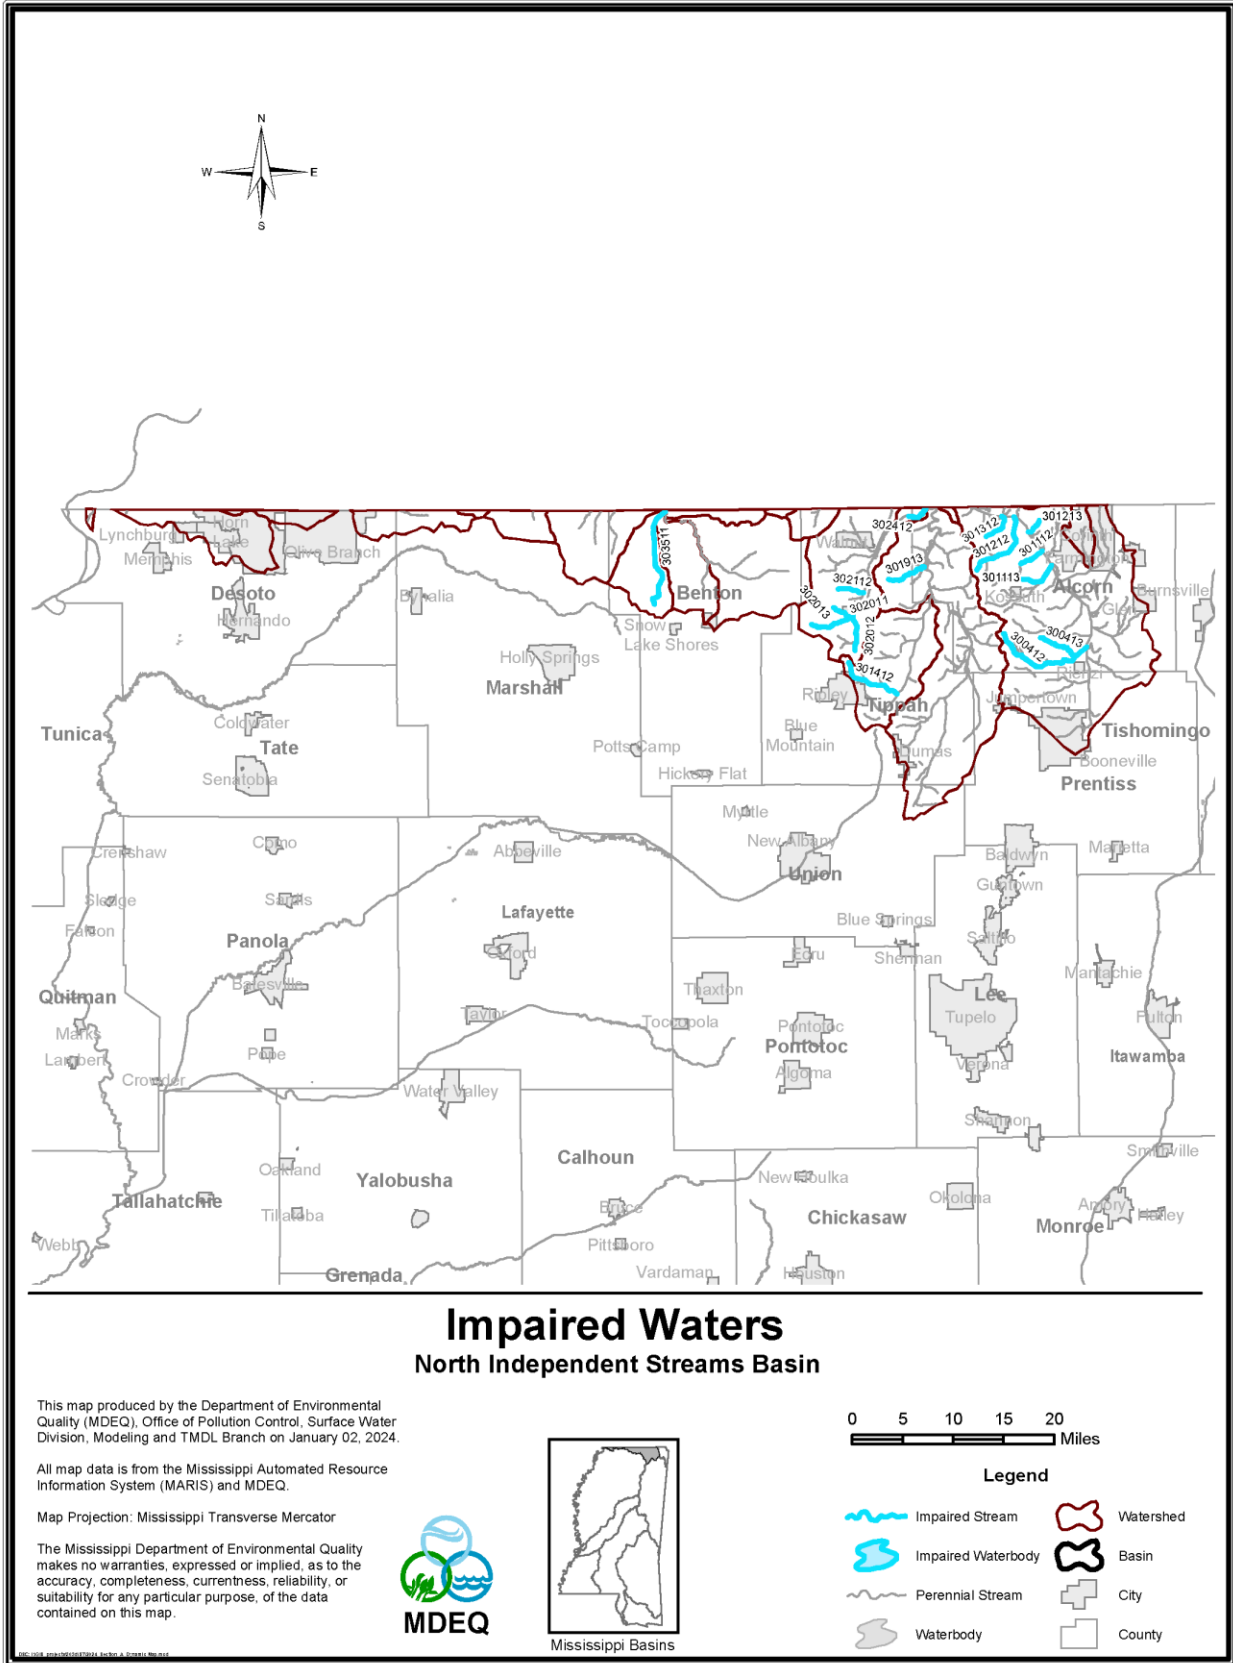 N
W E
S
Lynchburg
Horn
Lake
Olive Branch
Memphis
Desoto
Hernando
Byhalia
303511
Benton
Snow
Lake Shores
Holly Springs
Marshall
Walnut
302412
301913
302112
302011
302013
302012
301412
301312
301212
301213
301112
301113
Corinth
Farmington
Kossuth
Alcorn
Glen
Burnsville
300413
300412
Rienzi
Ripley
Tippah
Jumpertown
Blue
Mountain
Dumas
Tishomingo
Booneville
Prentiss
Tunica
Coldwater
Tate
Senatobia
Potts Camp
Hickory Flat
Myrtle
New Albany
Union
Baldwyn
Marietta
Guntown
Crenshaw
Como
Abbeville
Sledge
Sardis
Falcon
Panola
Lafayette
Oxford
Blue Springs
Sherman
Saltillo
Ecru
Mantachie
Batesville
Quitman
Thaxton
Lee
Tupelo
Fulton
Marks
Taylor
Toccopola
Pontotoc
Pontotoc
Lambert
Pope
Algoma
Verona
Itawamba
Crowder
Water Valley
Shannon
Smithville
Oakland
Calhoun
Yalobusha
New Houlka
Okolona
Tallahatchie
Tillatoba
Bruce
Chickasaw
Amory
Hatley
Monroe
Webb
Pittsboro
Grenada
Vardaman
Houston
Impaired Waters
North Independent Streams Basin
This map produced by the Department of Environmental
Quality (MDEQ), Office of Pollution Control, Surface Water
Division, Modeling and TMDL Branch on January 02, 2024.
All map data is from the Mississippi Automated Resource
Information System (MARIS) and MDEQ.
Map Projection: Mississippi Transverse Mercator
The Mississippi Department of Environmental Quality
makes no warranties, expressed or implied, as to the
accuracy, completeness, currentness, reliability, or
suitability for any particular purpose, of the data
contained on this map.
MDEQ
Mississippi Basins
0 5 10 15 20
Miles
Legend
Impaired Stream
Watershed
Impaired Waterbody
Basin
Perennial Stream
City
Waterbody
County